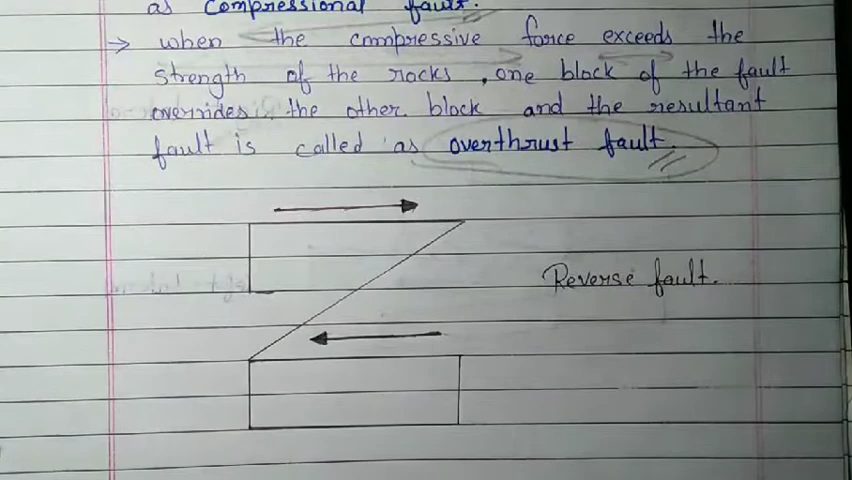 as compressional fault.
→ when the compressive force exceeds the
strength of the rocks, one block of the fault
overrides the other block and the resultant
fault is called as overthrust fault.
Reverse fault.